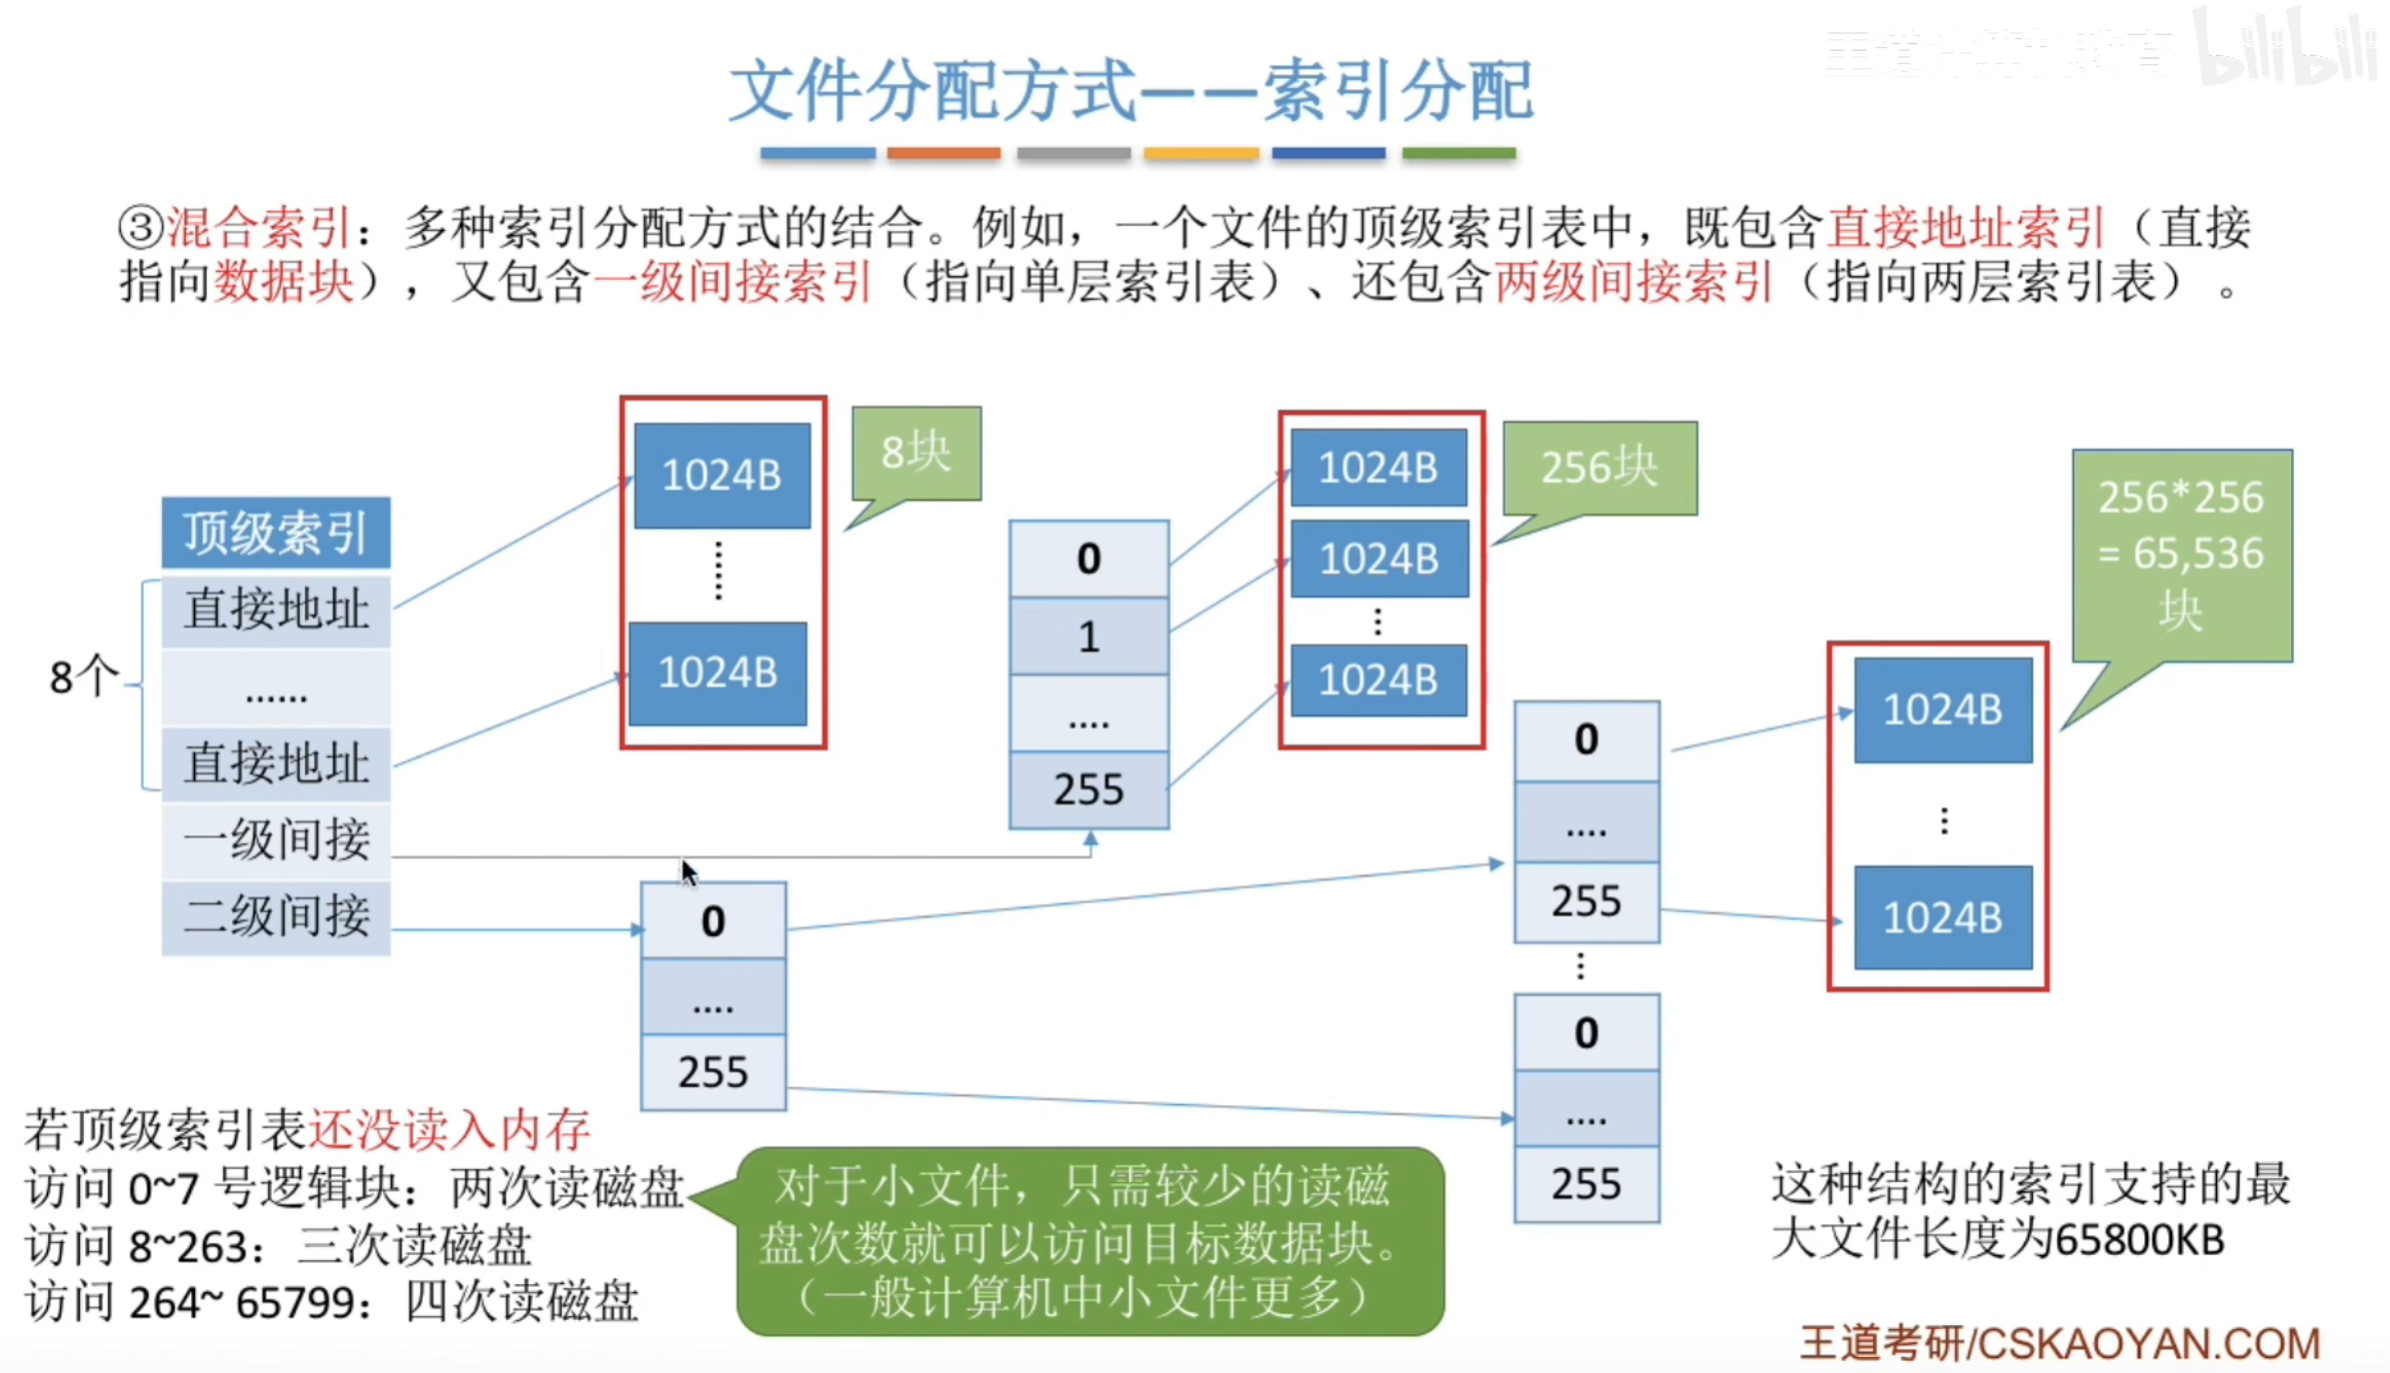 王道计算机教育 bilibili
文件分配方式——索引分配
③混合索引：多种索引分配方式的结合。例如，一个文件的顶级索引表中，既包含直接地址索引（直接
指向数据块），又包含一级间接索引（指向单层索引表）、还包含两级间接索引（指向两层索引表）。
顶级索引
直接地址
......
直接地址
一级间接
二级间接
8个
1024B
1024B
8块
0
1
....
255
1024B
1024B
1024B
256块
0
....
255
0
....
255
0
....
255
1024B
1024B
256*256
= 65,536
块
若顶级索引表还没读入内存
访问 0~7 号逻辑块：两次读磁盘
访问 8~263：三次读磁盘
访问 264~ 65799：四次读磁盘
对于小文件，只需较少的读磁
盘次数就可以访问目标数据块。
（一般计算机中小文件更多）
这种结构的索引支持的最
大文件长度为65800KB
王道考研/CSKAOYAN.COM